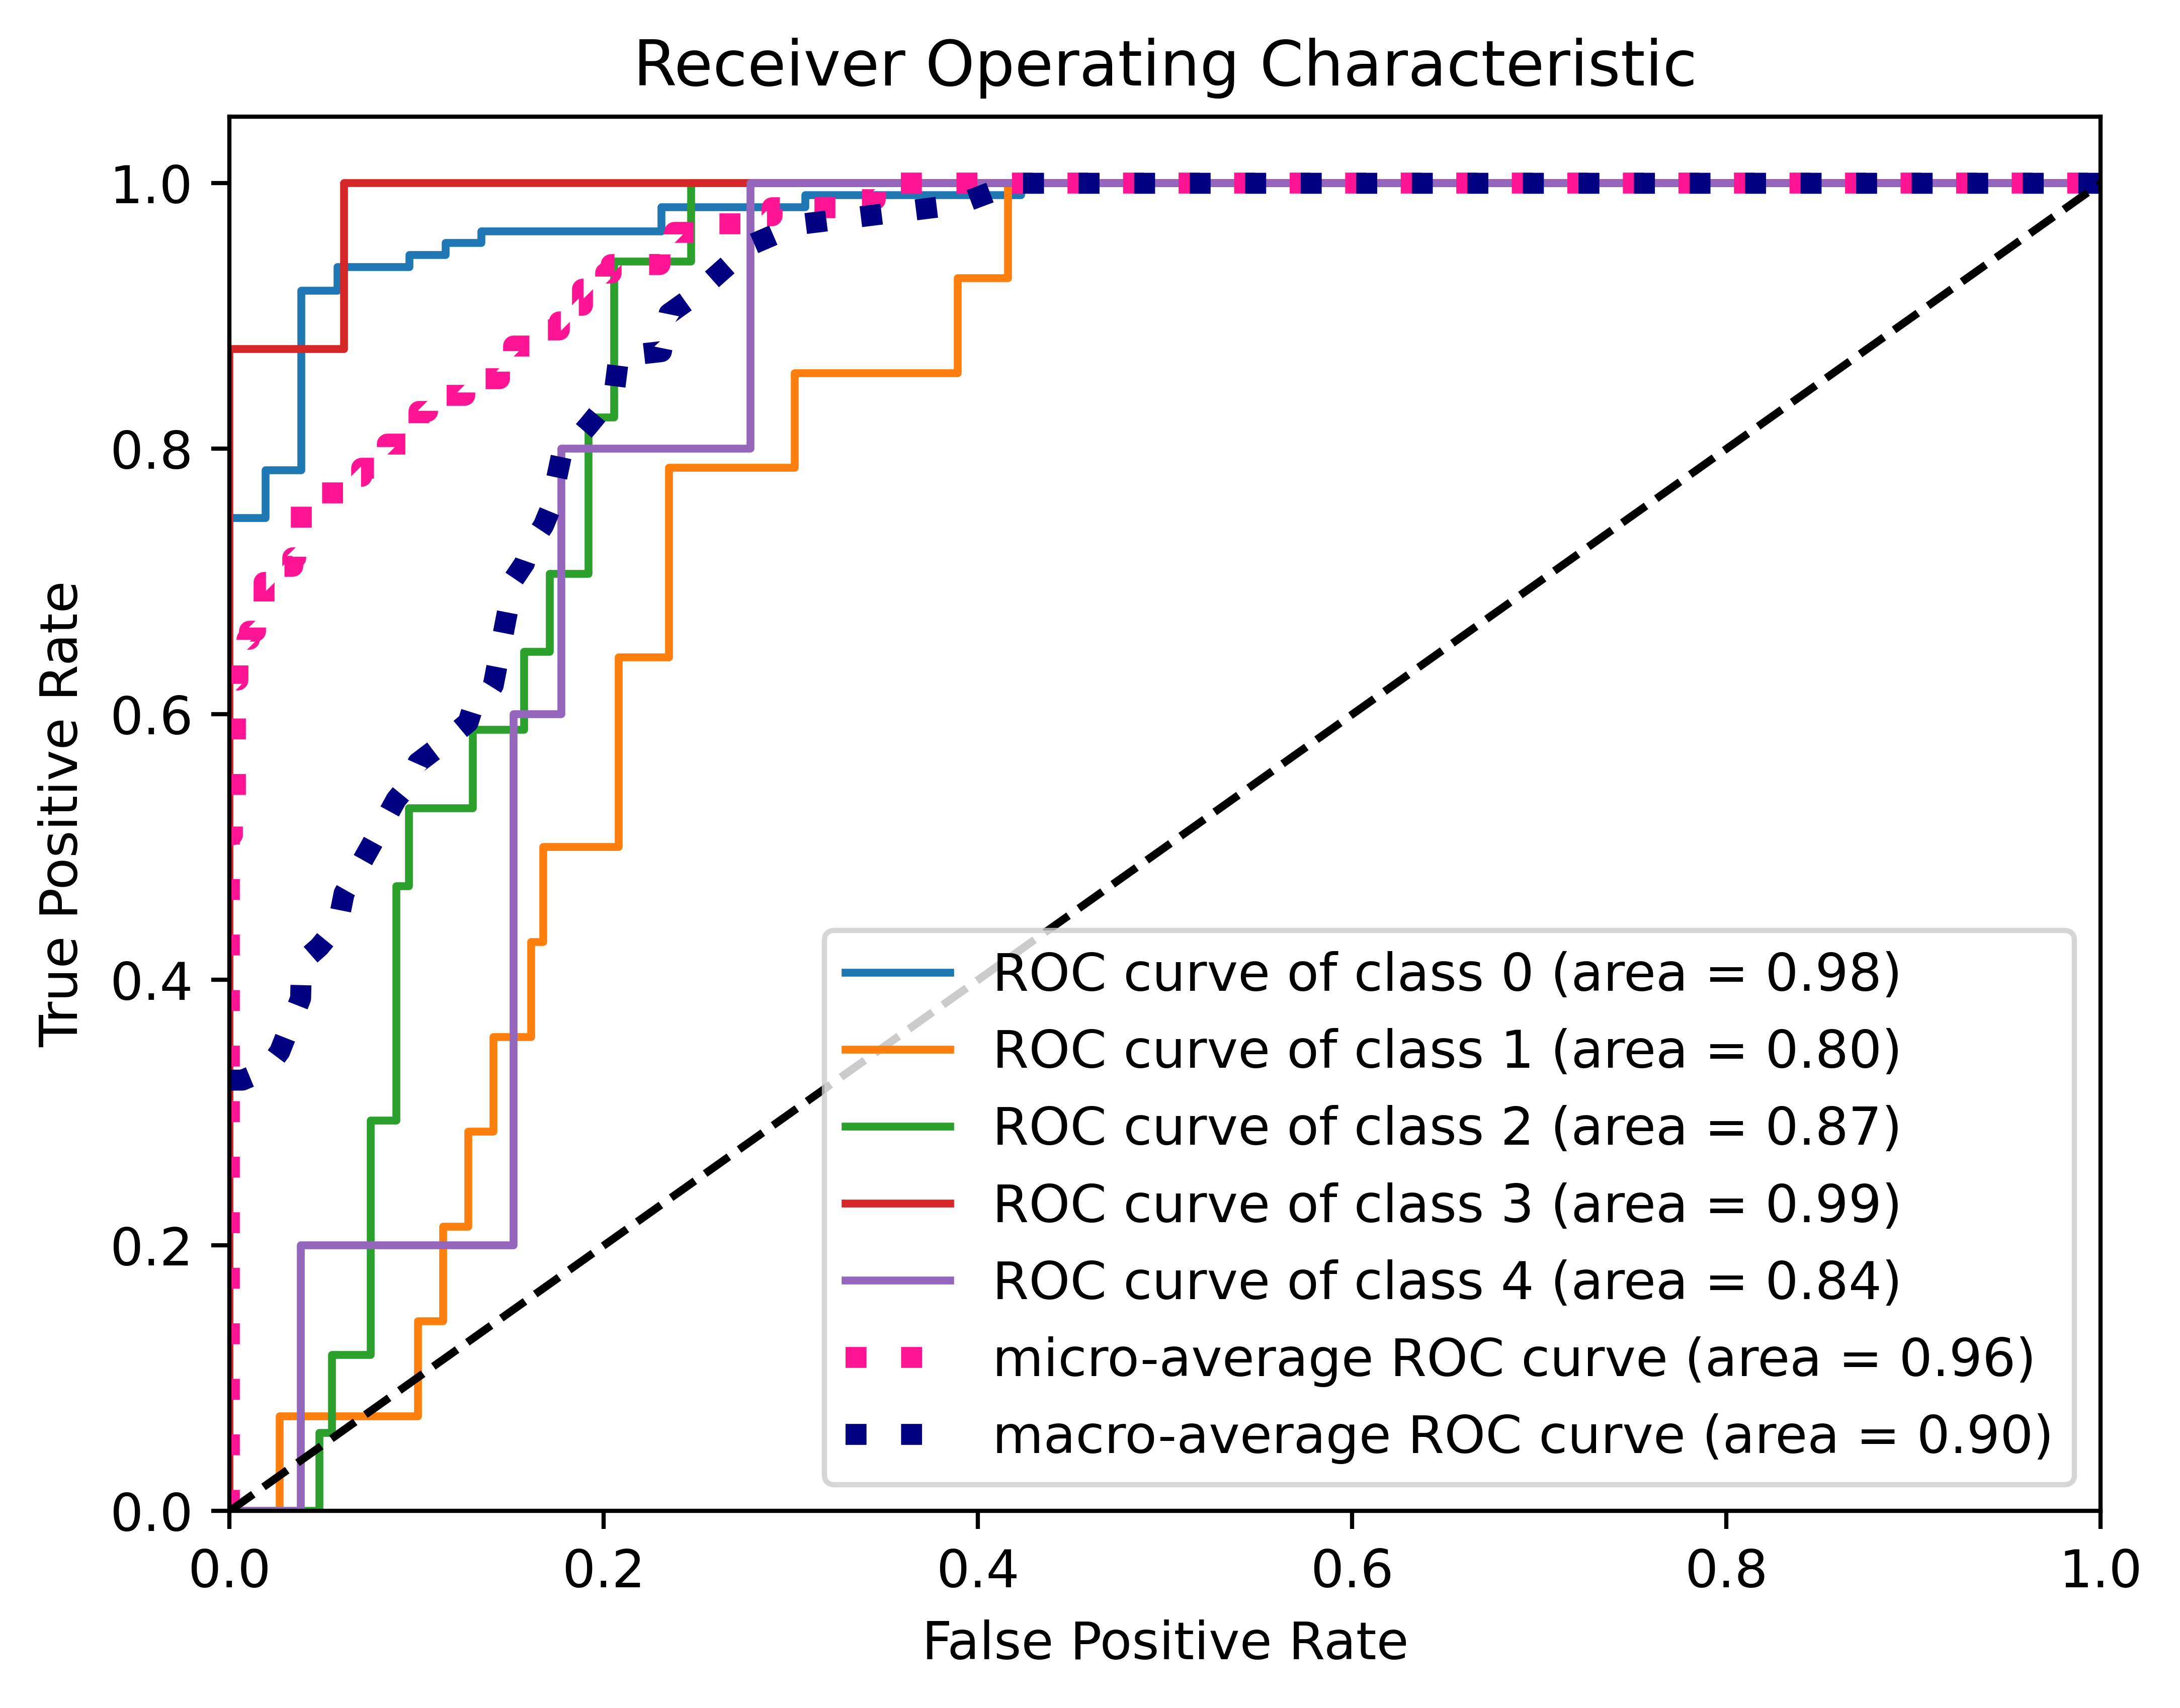 Receiver Operating Characteristic
1.0
0.8
0.6
0.4
0.2
0.0
True Positive Rate
ROC curve of class 0 (area = 0.98)
ROC curve of class 1 (area = 0.80)
ROC curve of class 2 (area = 0.87)
ROC curve of class 3 (area = 0.99)
ROC curve of class 4 (area = 0.84)
micro-average ROC curve (area = 0.96)
macro-average ROC curve (area = 0.90)
0.0 0.2 0.4 0.6 0.8 1.0
False Positive Rate